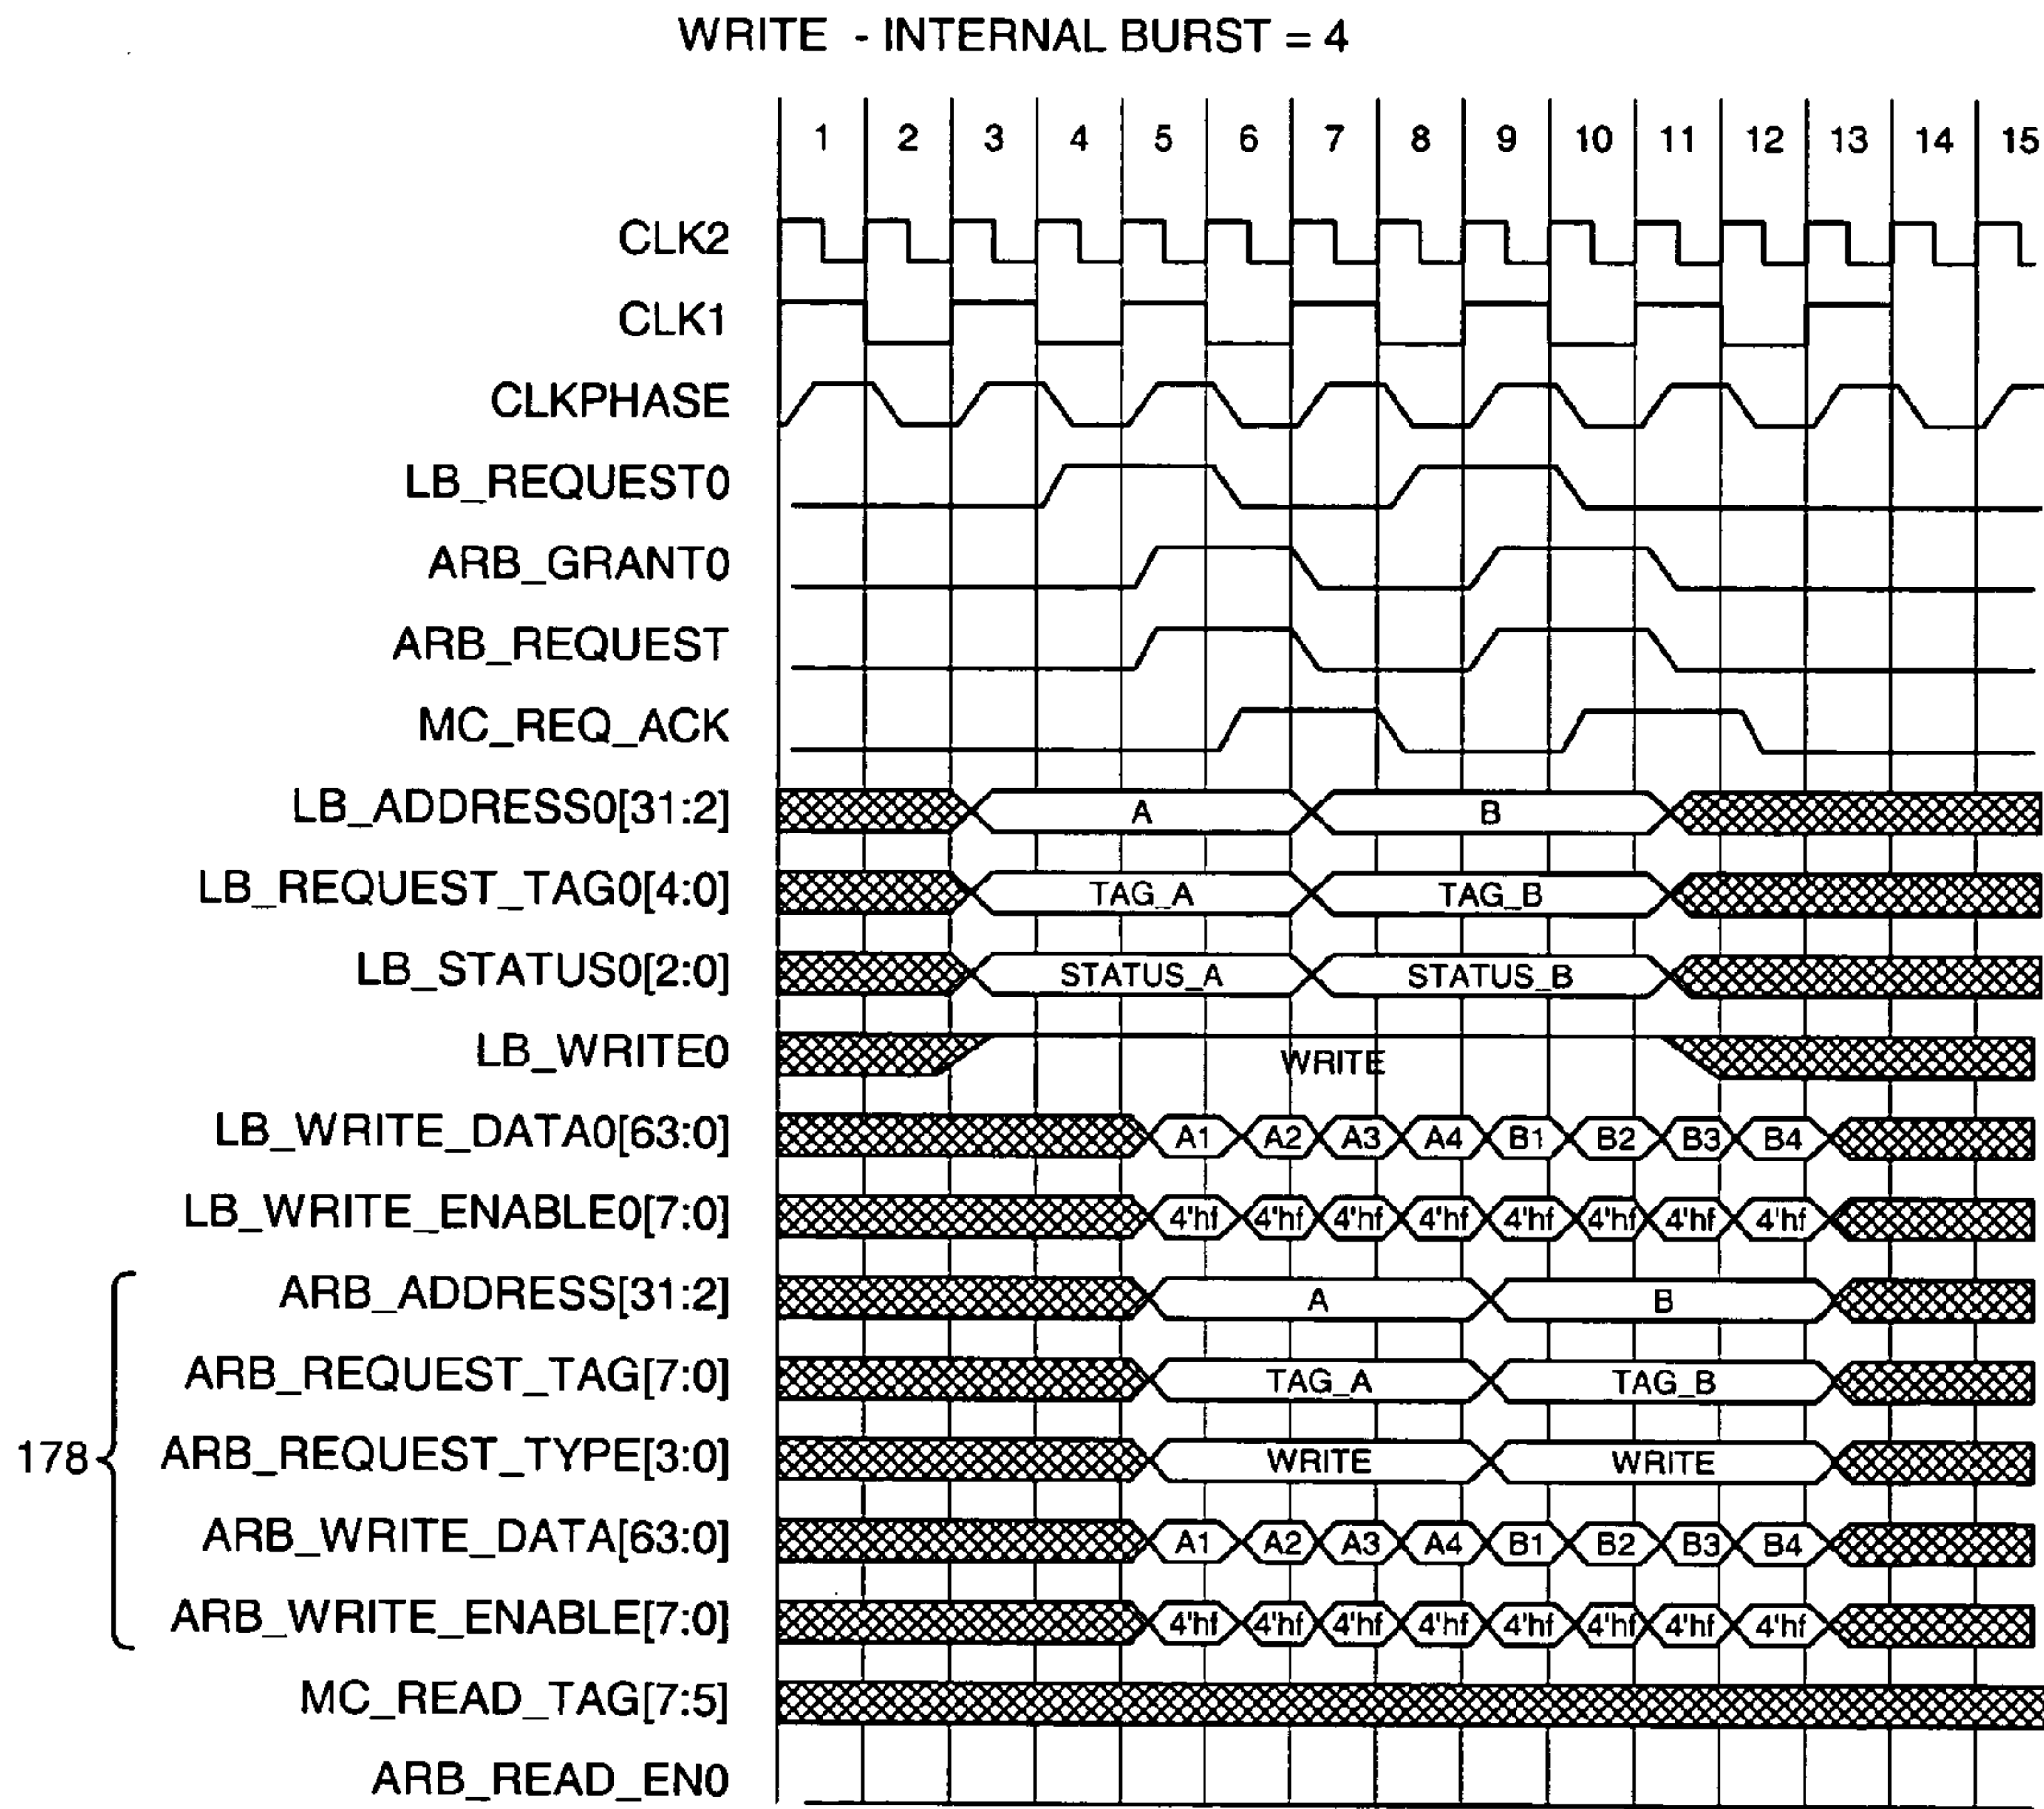 WRITE - INTERNAL BURST = 4
1 2 3 4 5 6 7 8 9 10 11 12 13 14 15
CLK2
CLK1
CLKPHASE
LB_REQUEST0
ARB_GRANT0
ARB_REQUEST
MC_REQ_ACK
LB_ADDRESS0[31:2] A B
LB_REQUEST_TAG0[4:0] TAG_A TAG_B
LB_STATUS0[2:0] STATUS_A STATUS_B
LB_WRITE0 WRITE
LB_WRITE_DATA0[63:0] A1 A2 A3 A4 B1 B2 B3 B4
LB_WRITE_ENABLE0[7:0] 4'hf 4'hf 4'hf 4'hf 4'hf 4'hf 4'hf 4'hf
ARB_ADDRESS[31:2] A B
ARB_REQUEST_TAG[7:0] TAG_A TAG_B
178 ARB_REQUEST_TYPE[3:0] WRITE WRITE
ARB_WRITE_DATA[63:0] A1 A2 A3 A4 B1 B2 B3 B4
ARB_WRITE_ENABLE[7:0] 4'hf 4'hf 4'hf 4'hf 4'hf 4'hf 4'hf 4'hf
MC_READ_TAG[7:5]
ARB_READ_EN0